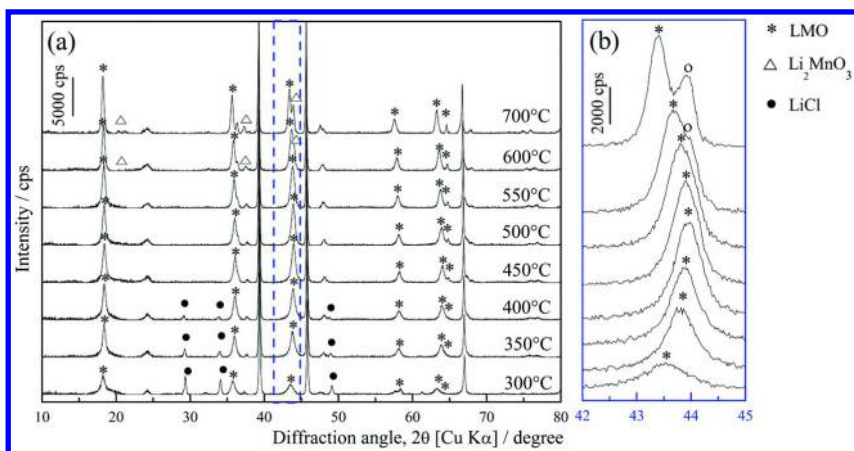 (a)
5000 cps
700°C
600°C
550°C
500°C
450°C
400°C
350°C
300°C
Intensity / cps
10 20 30 40 50 60 70 80
Diffraction angle, 2θ [Cu Kα] / degree
(b)
2000 cps
42 43 44 45
* LMO
△ Li₂MnO₃
● LiCl